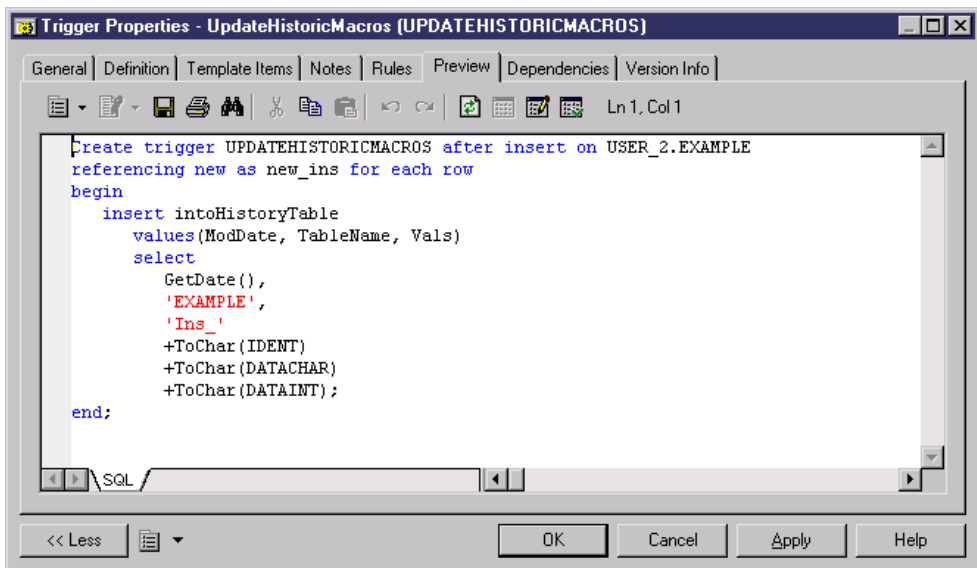 Trigger Properties - UpdateHistoricMacros (UPDATEHISTORICMACROS)
General Definition Template Items Notes Rules Preview Dependencies Version Info
Ln 1, Col 1
Create trigger UPDATEHISTORICMACROS after insert on USER_2.EXAMPLE
referencing new as new_ins for each row
begin
insert intoHistoryTable
values(ModDate, TableName, Vals)
select
GetDate(),
'EXAMPLE',
'Ins_'
+ToChar(IDENT)
+ToChar(DATACHAR)
+ToChar(DATAINT);
end;
SQL
<< Less OK Cancel Apply Help